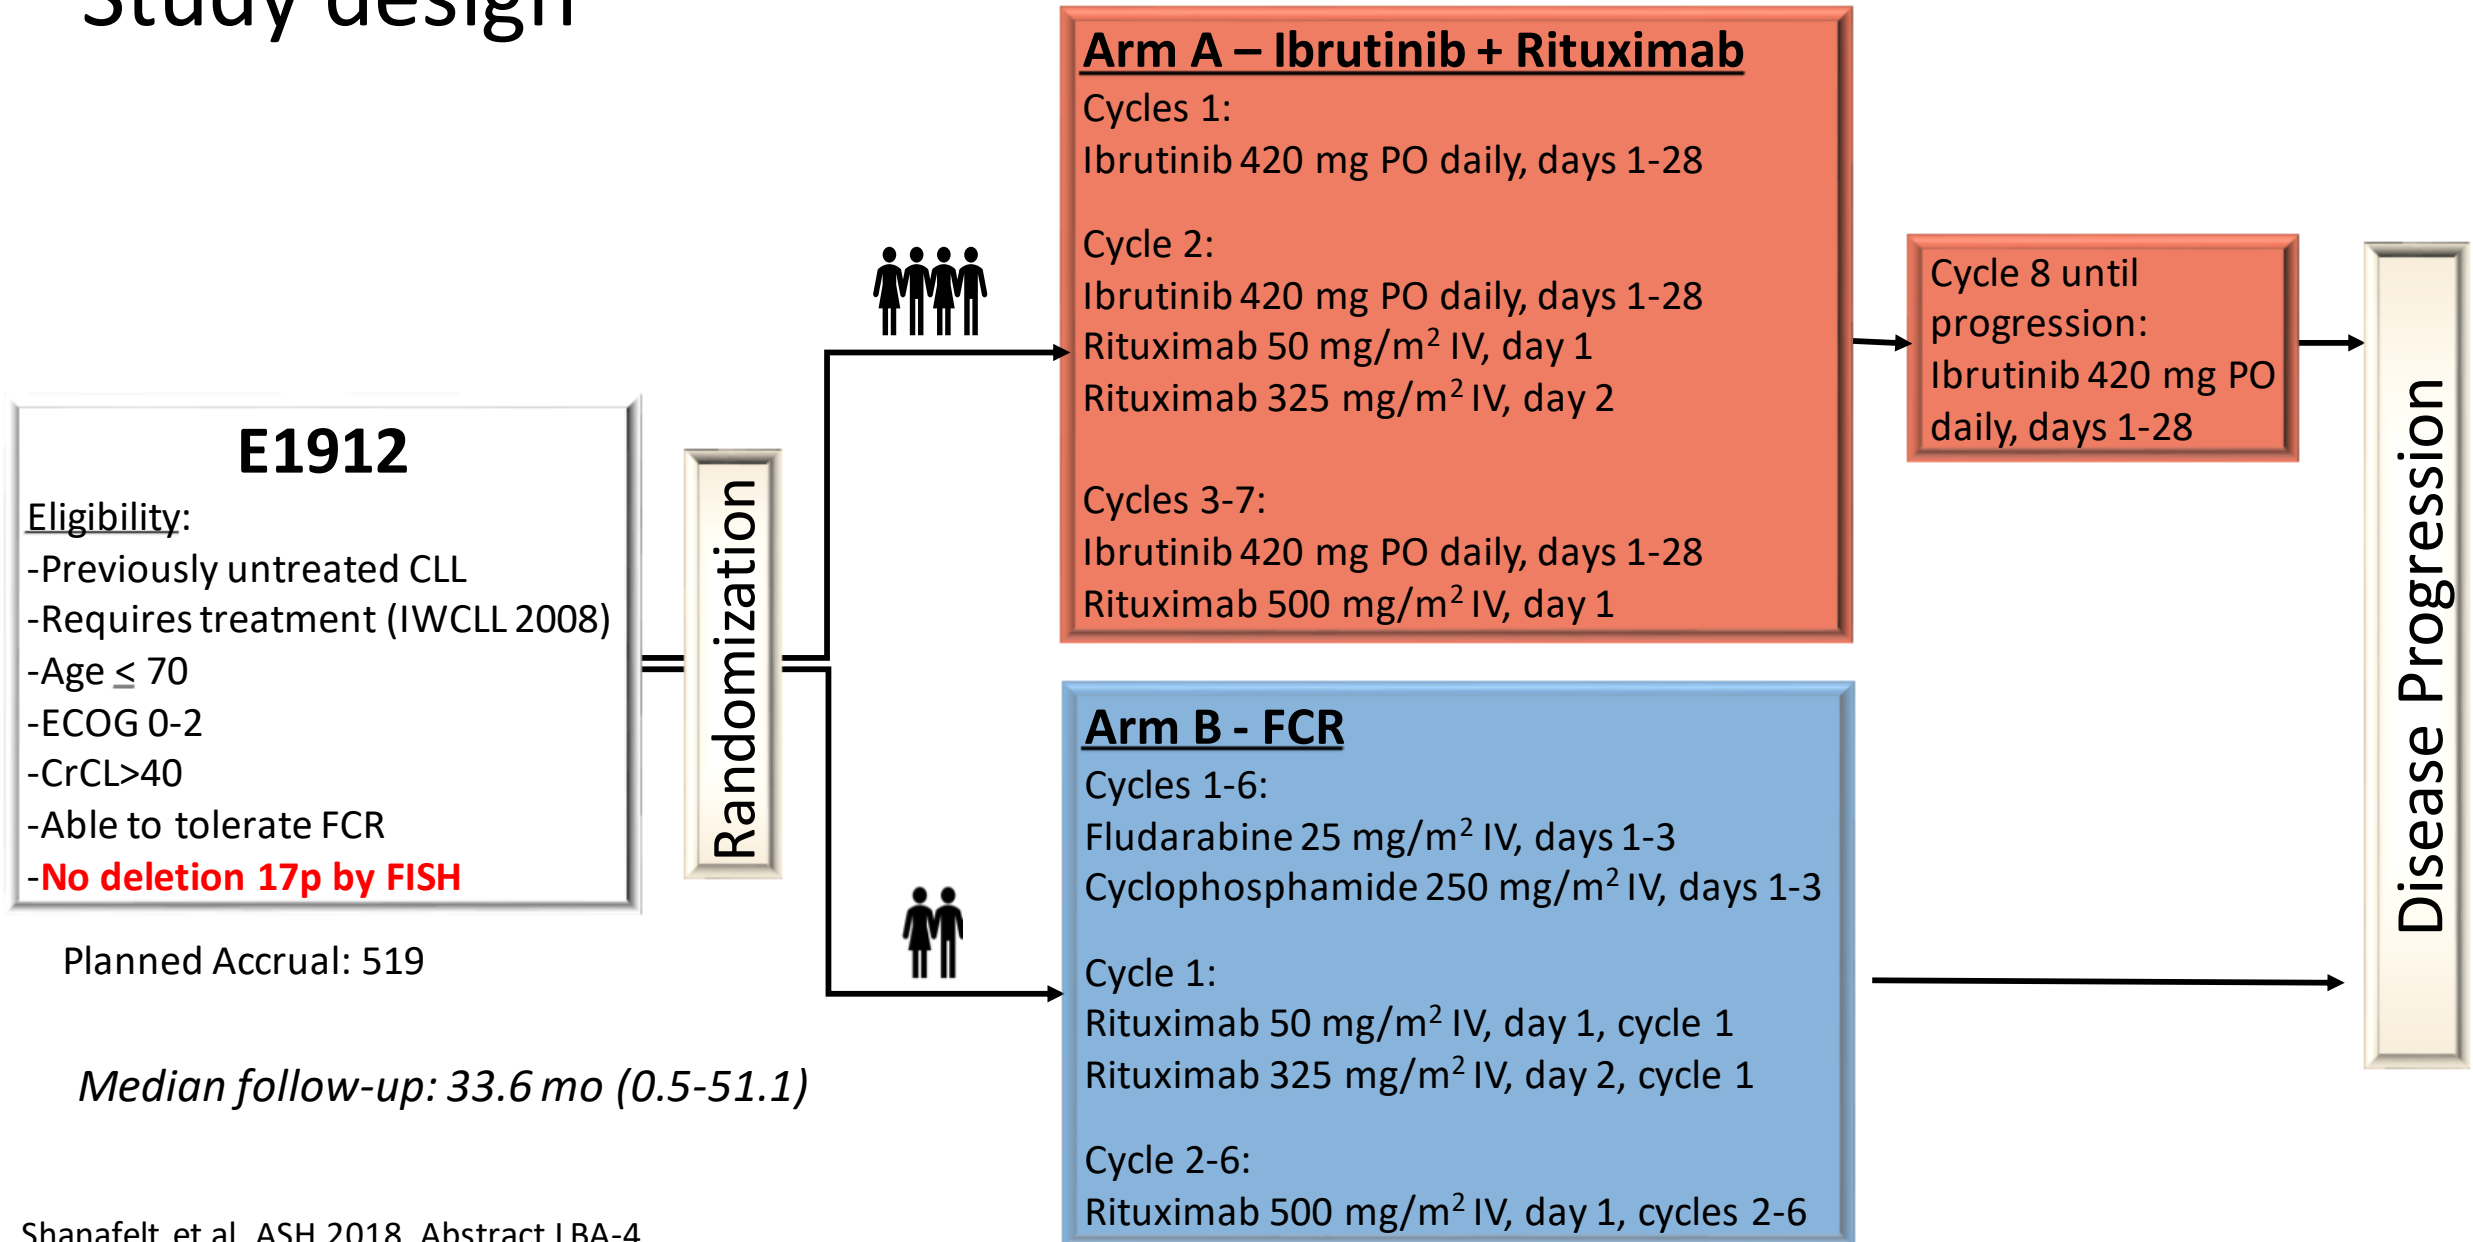 Study design
E1912
Eligibility:
-Previously untreated CLL
-Requires treatment (IWCLL 2008)
-Age ≤ 70
-ECOG 0-2
-CrCL>40
-Able to tolerate FCR
-No deletion 17p by FISH
Planned Accrual: 519
Median follow-up: 33.6 mo (0.5-51.1)
Randomization
Arm A – Ibrutinib + Rituximab
Cycles 1:
Ibrutinib 420 mg PO daily, days 1-28
Cycle 2:
Ibrutinib 420 mg PO daily, days 1-28
Rituximab 50 mg/m² IV, day 1
Rituximab 325 mg/m² IV, day 2
Cycles 3-7:
Ibrutinib 420 mg PO daily, days 1-28
Rituximab 500 mg/m² IV, day 1
Cycle 8 until
progression:
Ibrutinib 420 mg PO
daily, days 1-28
Arm B - FCR
Cycles 1-6:
Fludarabine 25 mg/m² IV, days 1-3
Cyclophosphamide 250 mg/m² IV, days 1-3
Cycle 1:
Rituximab 50 mg/m² IV, day 1, cycle 1
Rituximab 325 mg/m² IV, day 2, cycle 1
Cycle 2-6:
Rituximab 500 mg/m² IV, day 1, cycles 2-6
Disease Progression
Shanafelt et al. ASH 2018. Abstract LBA-4